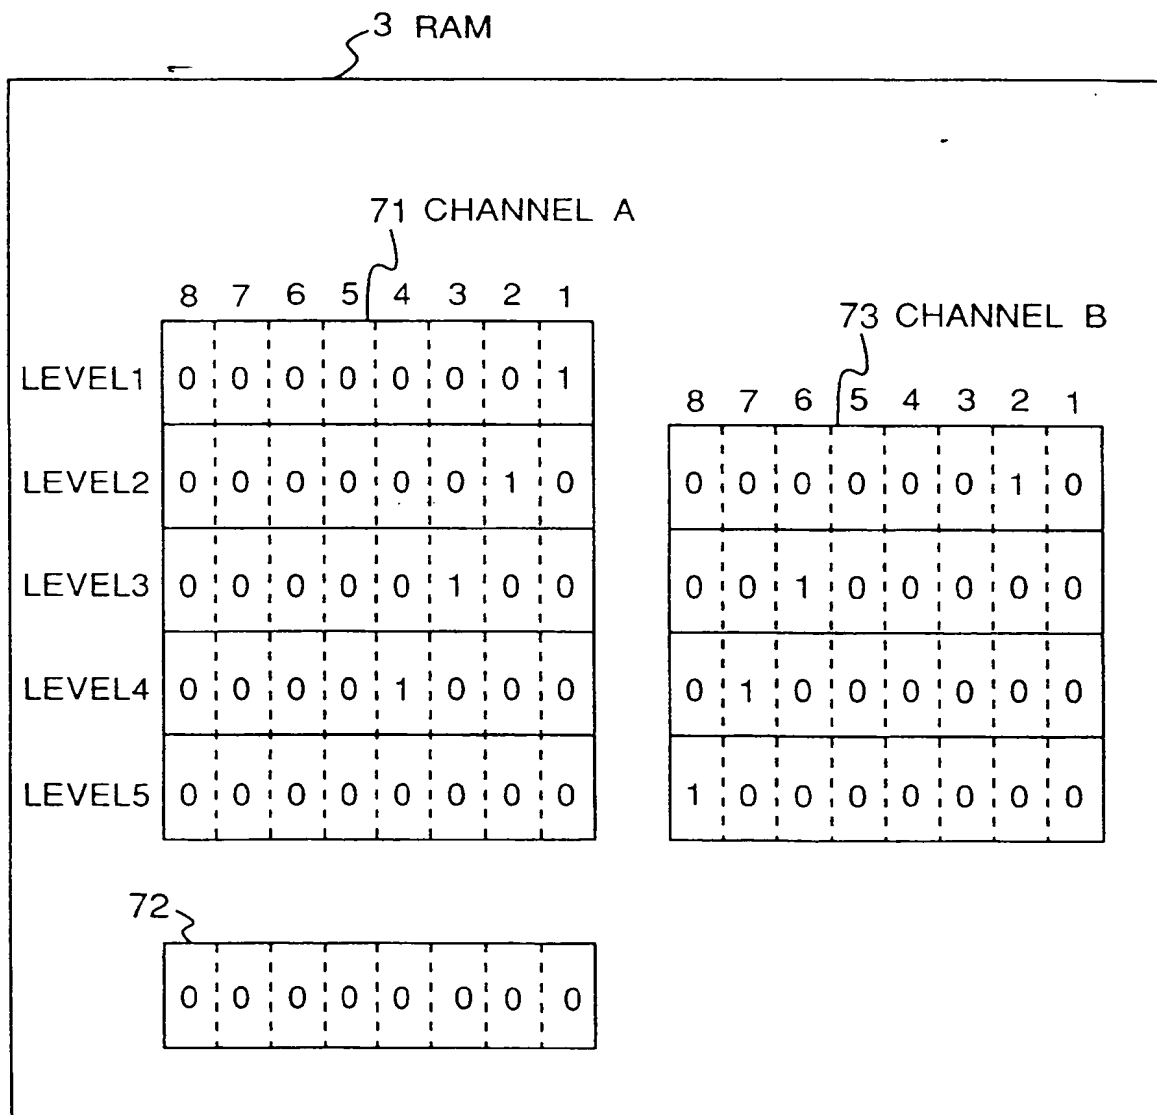 3 RAM
71 CHANNEL A
8 7 6 5 4 3 2 1
73 CHANNEL B
LEVEL1 0 0 0 0 0 0 0 1
8 7 6 5 4 3 2 1
LEVEL2 0 0 0 0 0 0 1 0 0 0 0 0 0 0 1 0
LEVEL3 0 0 0 0 0 1 0 0 0 0 1 0 0 0 0 0
LEVEL4 0 0 0 0 1 0 0 0 0 1 0 0 0 0 0 0
LEVEL5 0 0 0 0 0 0 0 0 1 0 0 0 0 0 0 0
72
0 0 0 0 0 0 0 0